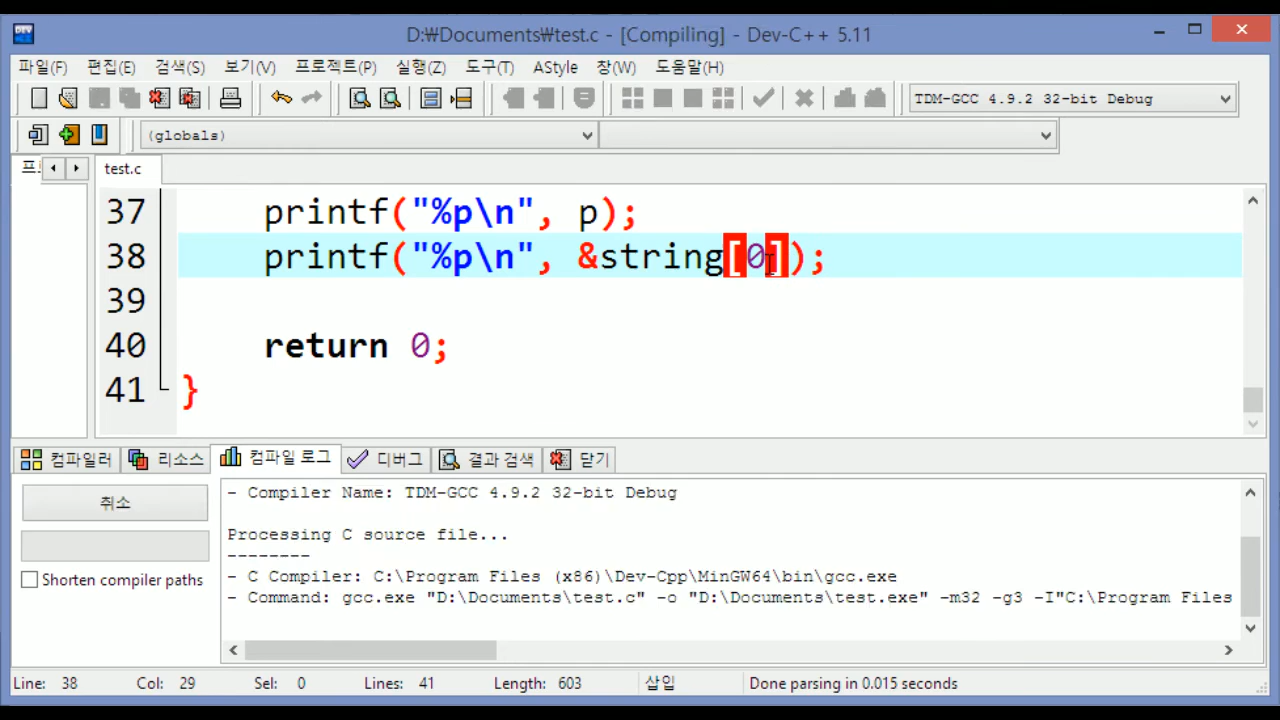 D:₩Documents₩test.c - [Compiling] - Dev-C++ 5.11
파일(F) 편집(E) 검색(S) 보기(V) 프로젝트(P) 실행(Z) 도구(T) AStyle 창(W) 도움말(H)
TDM-GCC 4.9.2 32-bit Debug
(globals)
test.c
37 printf("%p\n", p);
38 printf("%p\n", &string[0]);
39
40 return 0;
41 }
컴파일러 리소스 컴파일 로그 디버그 결과 검색 닫기
취소
Shorten compiler paths
- Compiler Name: TDM-GCC 4.9.2 32-bit Debug
Processing C source file...
--------
- C Compiler: C:\Program Files (x86)\Dev-Cpp\MinGW64\bin\gcc.exe
- Command: gcc.exe "D:\Documents\test.c" -o "D:\Documents\test.exe" -m32 -g3 -I"C:\Program Files
Line: 38 Col: 29 Sel: 0 Lines: 41 Length: 603 삽입 Done parsing in 0.015 seconds